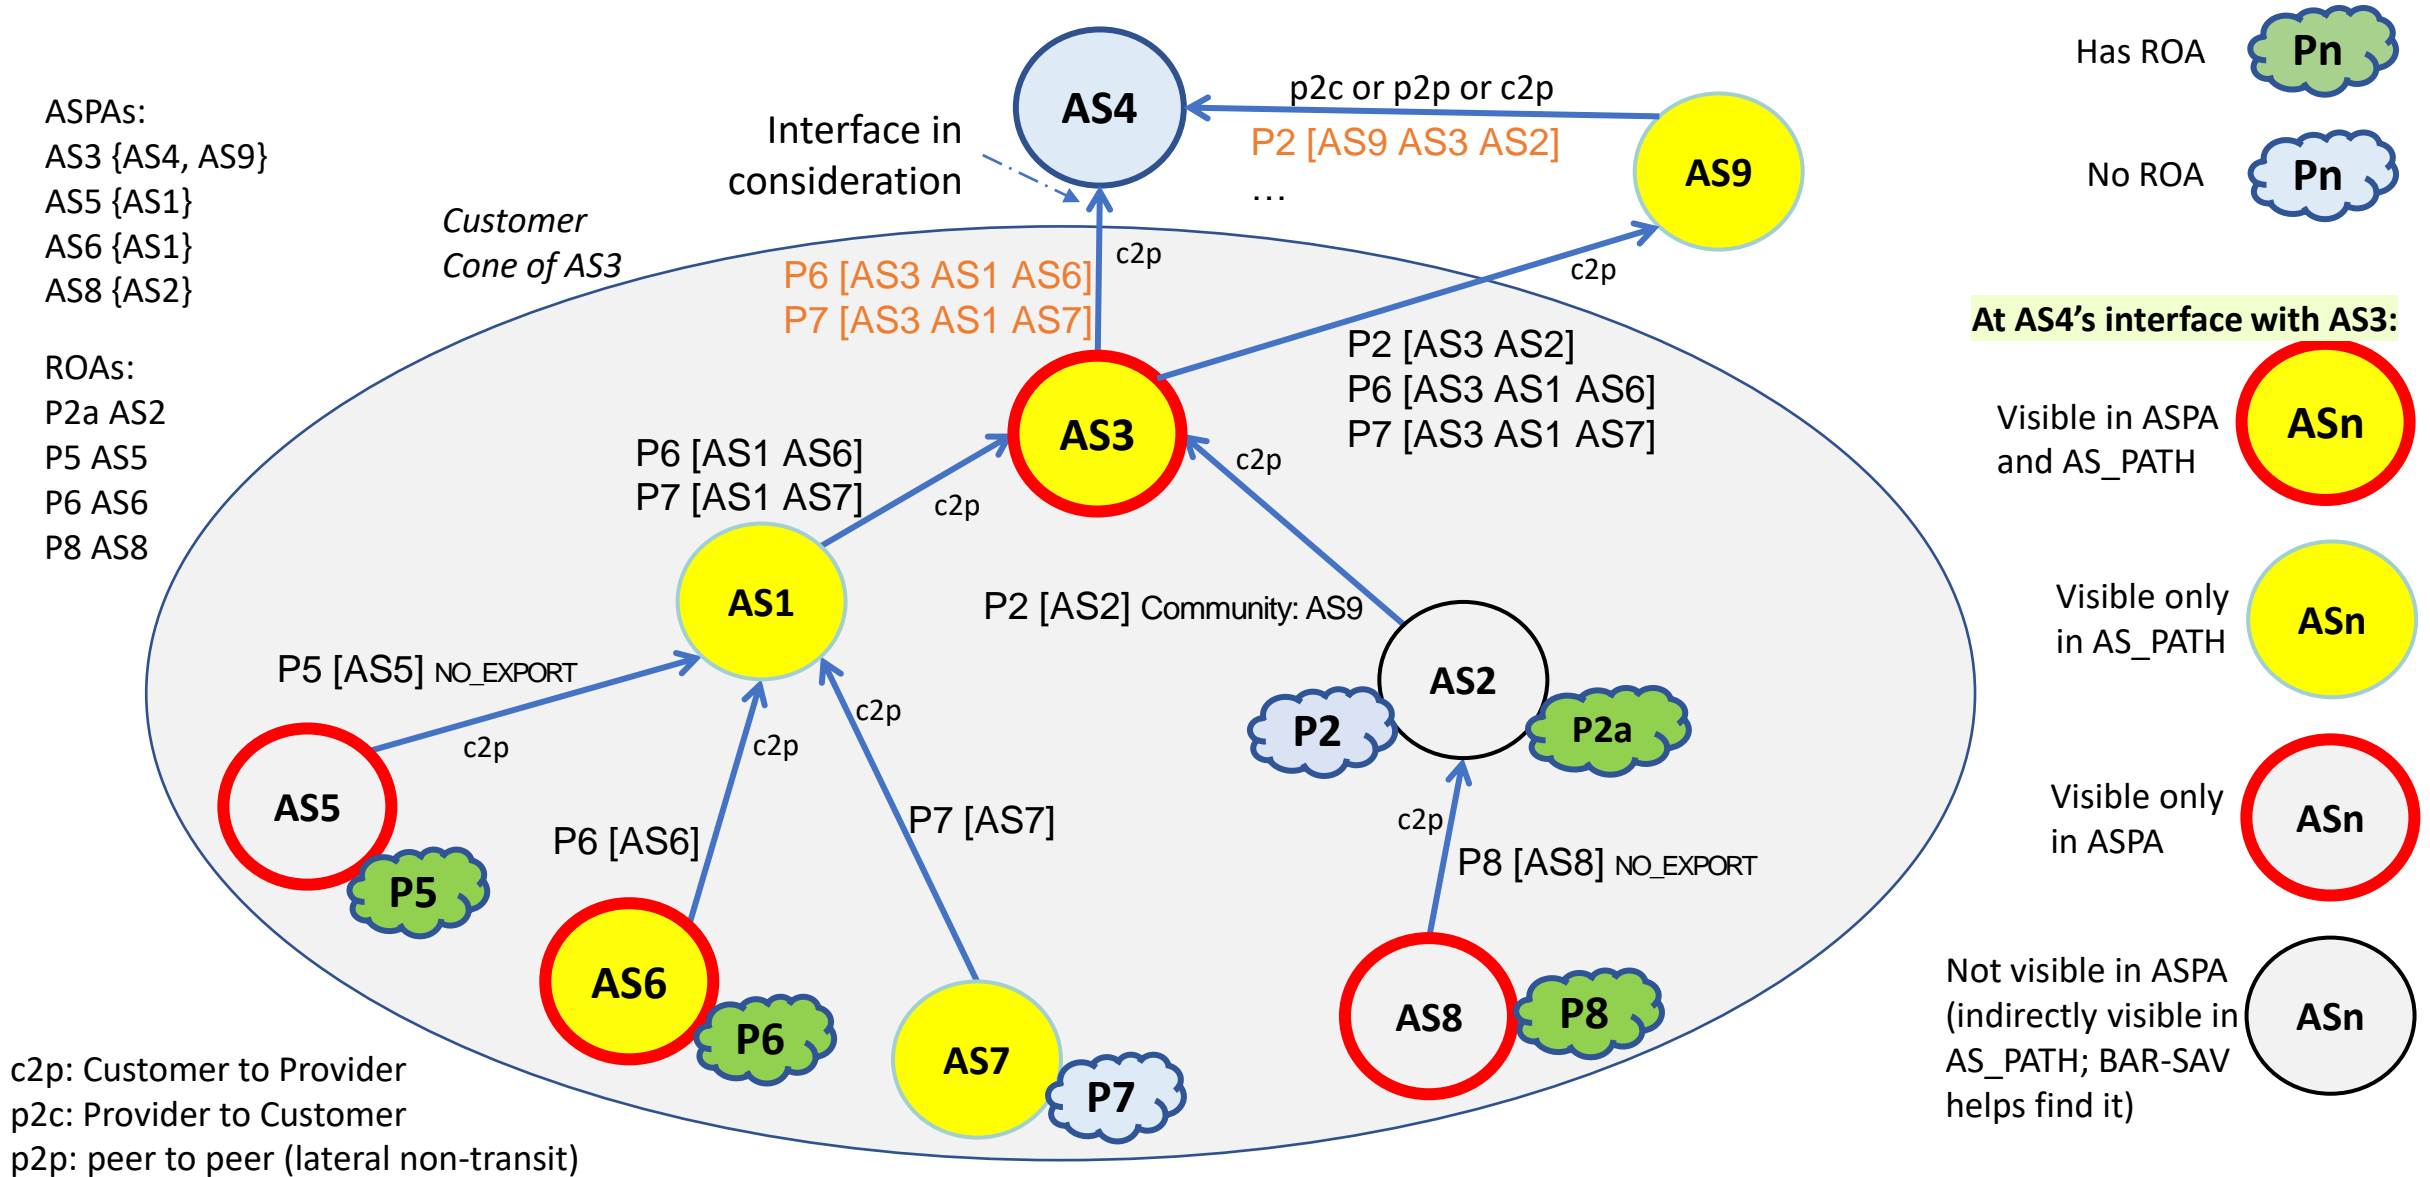 ASPAs:
AS3 {AS4, AS9}
AS5 {AS1}
AS6 {AS1}
AS8 {AS2}
ROAs:
P2a AS2
P5 AS5
P6 AS6
P8 AS8
Customer
Cone of AS3
Interface in
consideration
AS4
p2c or p2p or c2p
P2 [AS9 AS3 AS2]
...
AS9
c2p
c2p
P6 [AS3 AS1 AS6]
P7 [AS3 AS1 AS7]
P2 [AS3 AS2]
P6 [AS3 AS1 AS6]
P7 [AS3 AS1 AS7]
AS3
P6 [AS1 AS6]
P7 [AS1 AS7]
c2p
c2p
AS1
P2 [AS2] Community: AS9
AS2
P2
P2a
P5 [AS5] NO_EXPORT
c2p
c2p
c2p
AS5
P5
P6 [AS6]
P7 [AS7]
c2p
P8 [AS8] NO_EXPORT
AS6
P6
AS7
P7
AS8
P8
c2p: Customer to Provider
p2c: Provider to Customer
p2p: peer to peer (lateral non-transit)
Has ROA
Pn
No ROA
Pn
At AS4’s interface with AS3:
Visible in ASPA
and AS_PATH
ASn
Visible only
in AS_PATH
ASn
Visible only
in ASPA
ASn
Not visible in ASPA
(indirectly visible in
AS_PATH; BAR-SAV
helps find it)
ASn